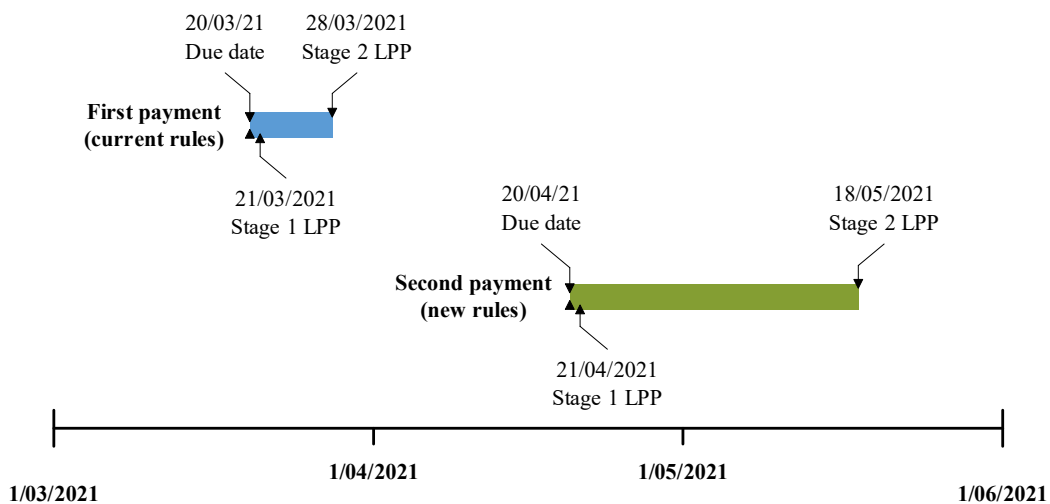 20/03/21
Due date
28/03/2021
Stage 2 LPP
First payment
(current rules)
21/03/2021
Stage 1 LPP
20/04/21
Due date
18/05/2021
Stage 2 LPP
Second payment
(new rules)
21/04/2021
Stage 1 LPP
1/03/2021
1/04/2021
1/05/2021
1/06/2021